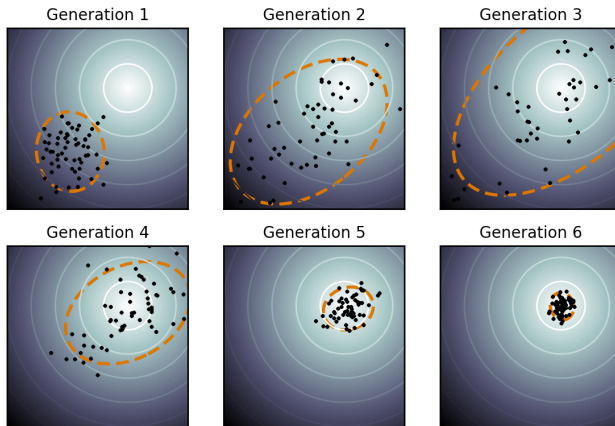 Generation 1
Generation 2
Generation 3
Generation 4
Generation 5
Generation 6